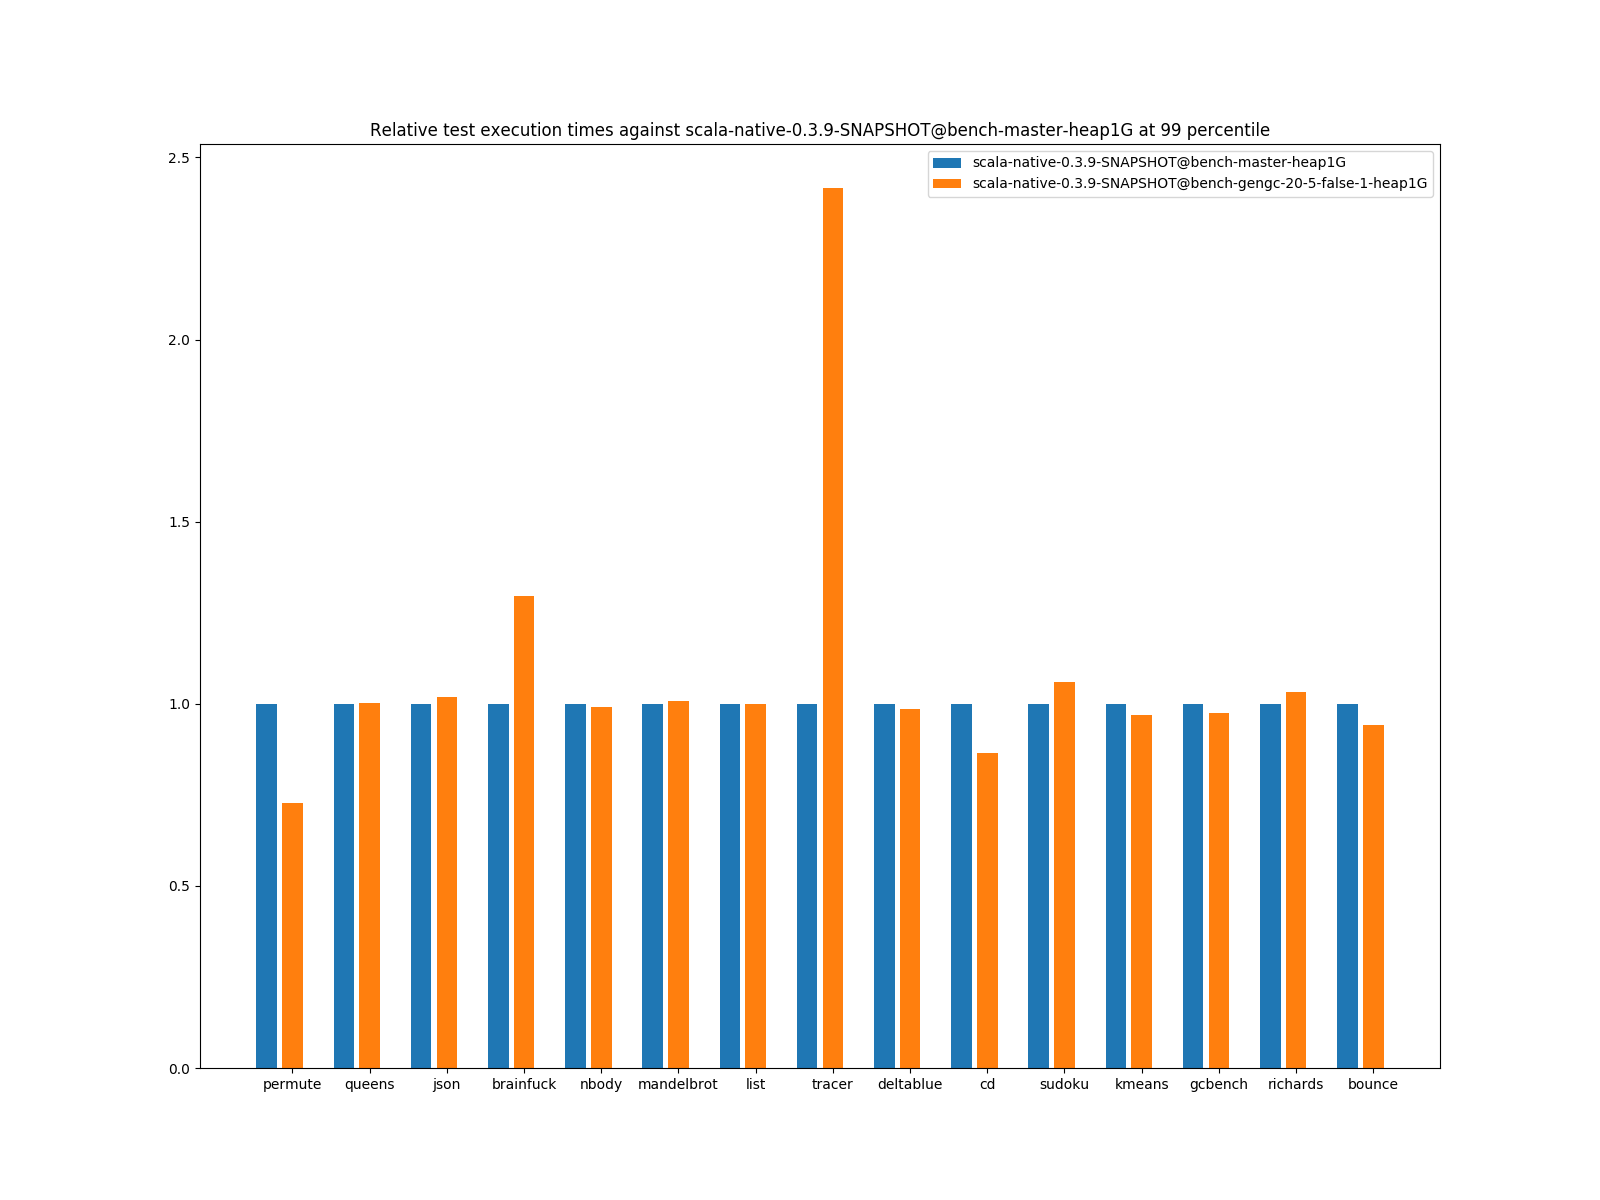 Relative test execution times against scala-native-0.3.9-SNAPSHOT@bench-master-heap1G at 99 percentile
scala-native-0.3.9-SNAPSHOT@bench-master-heap1G
scala-native-0.3.9-SNAPSHOT@bench-gengc-20-5-false-1-heap1G
2.5
2.0
1.5
1.0
0.5
0.0
permute queens json brainfuck nbody mandelbrot list tracer deltablue cd sudoku kmeans gcbench richards bounce